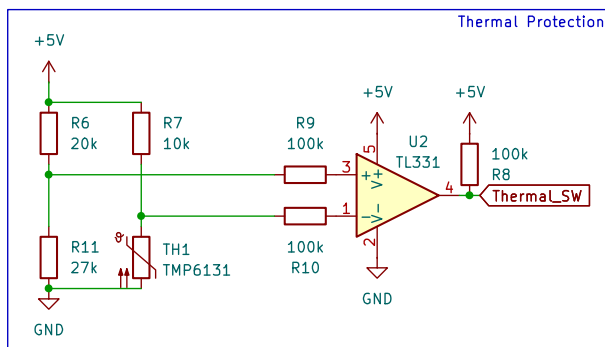 Thermal Protection
+5V
R6
20k
R7
10k
R9
100k
+5V
+5V
U2
TL331
100k
R8
3
+
V+
5
4
Thermal_SW
1
−
V-
2
100k
R10
R11
27k
ϑ
TH1
TMP6131
GND
GND